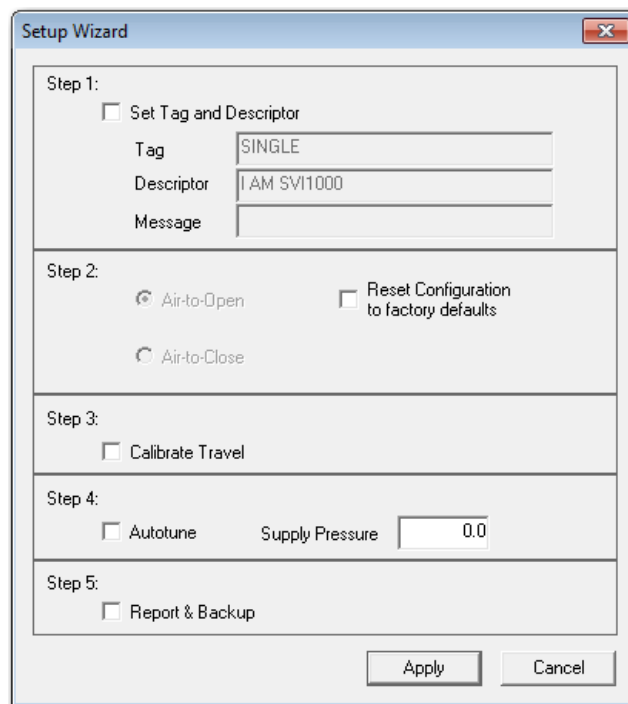 Setup Wizard
Step 1:
Set Tag and Descriptor
Tag SINGLE
Descriptor I AM SVI1000
Message
Step 2:
Air-to-Open
Reset Configuration
to factory defaults
Air-to-Close
Step 3:
Calibrate Travel
Step 4:
Autotune Supply Pressure 0.0
Step 5:
Report & Backup
Apply Cancel